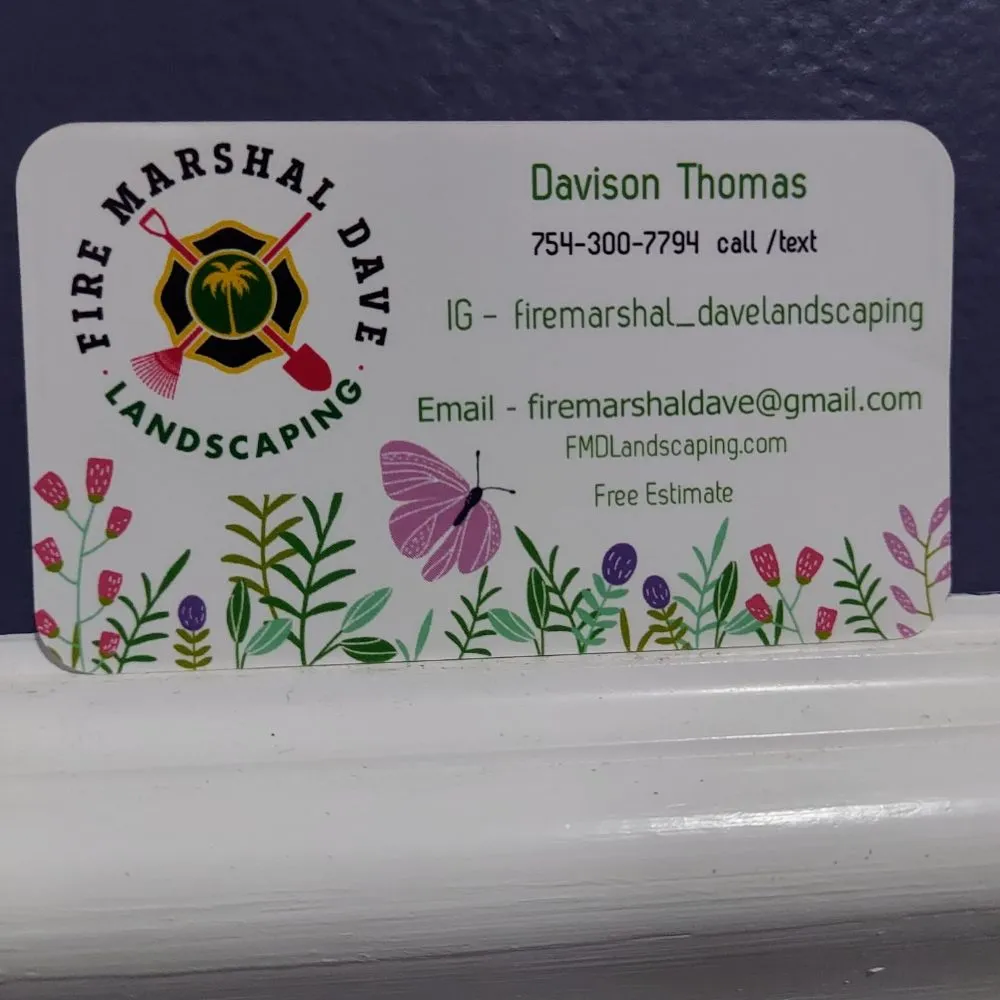 FIRE MARSHAL DAVE
· LANDSCAPING ·
Davison Thomas
754-300-7794 call /text
IG - firemarshal_davelandscaping
Email - firemarshaldave@gmail.com
FMDLandscaping.com
Free Estimate